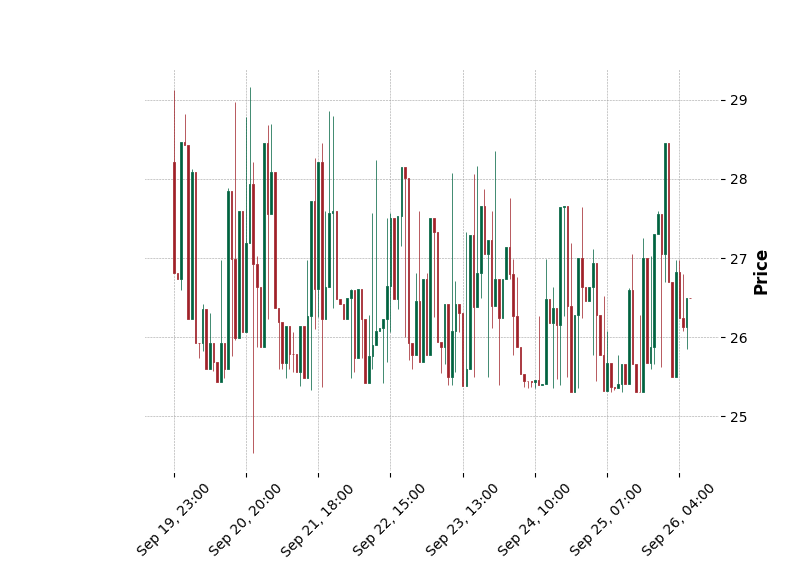 29
28
27
26
25
Price
Sep 19, 23:00
Sep 20, 20:00
Sep 21, 18:00
Sep 22, 15:00
Sep 23, 13:00
Sep 24, 10:00
Sep 25, 07:00
Sep 26, 04:00